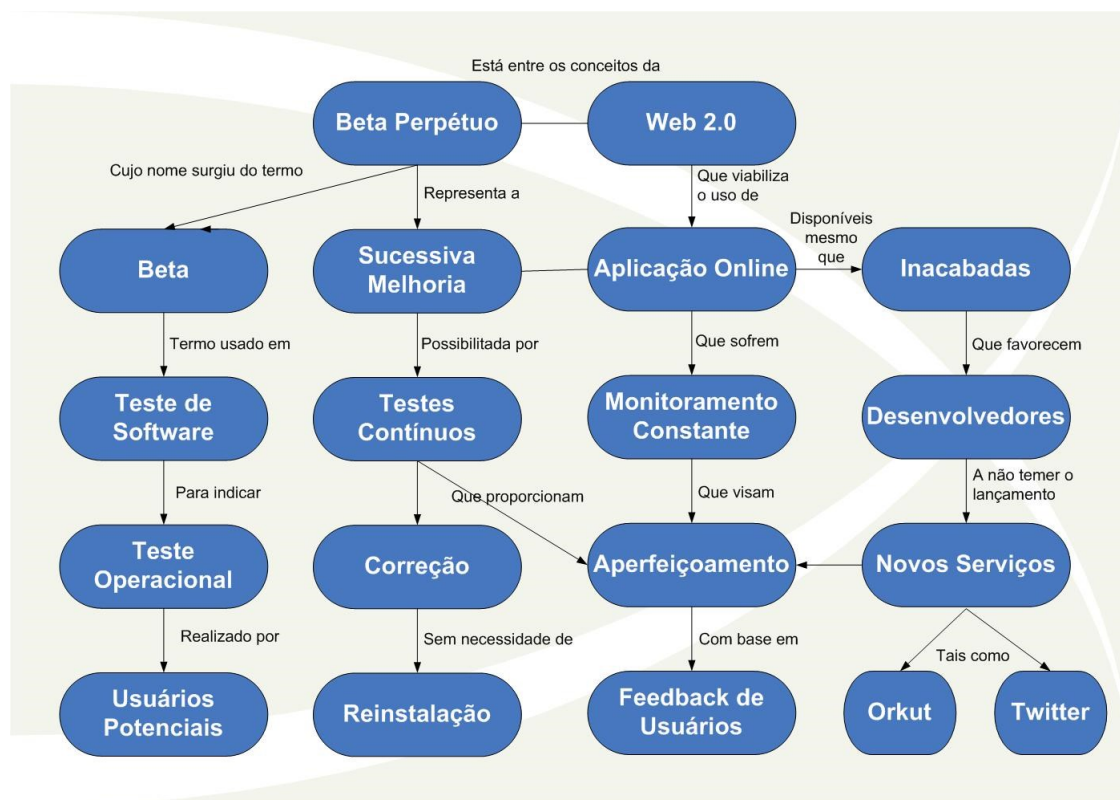 Está entre os conceitos da
Beta Perpétuo
Web 2.0
Cujo nome surgiu do termo
Representa a
Que viabiliza
o uso de
Disponíveis
mesmo
que
Beta
Sucessiva
Melhoria
Aplicação Online
Inacabadas
Termo usado em
Possibilitada por
Que sofrem
Que favorecem
Teste de
Software
Testes
Contínuos
Monitoramento
Constante
Desenvolvedores
Para indicar
Que proporcionam
Que visam
A não temer o
lançamento
Teste
Operacional
Correção
Aperfeiçoamento
Novos Serviços
Realizado por
Sem necessidade de
Com base em
Tais como
Usuários
Potenciais
Reinstalação
Feedback de
Usuários
Orkut
Twitter